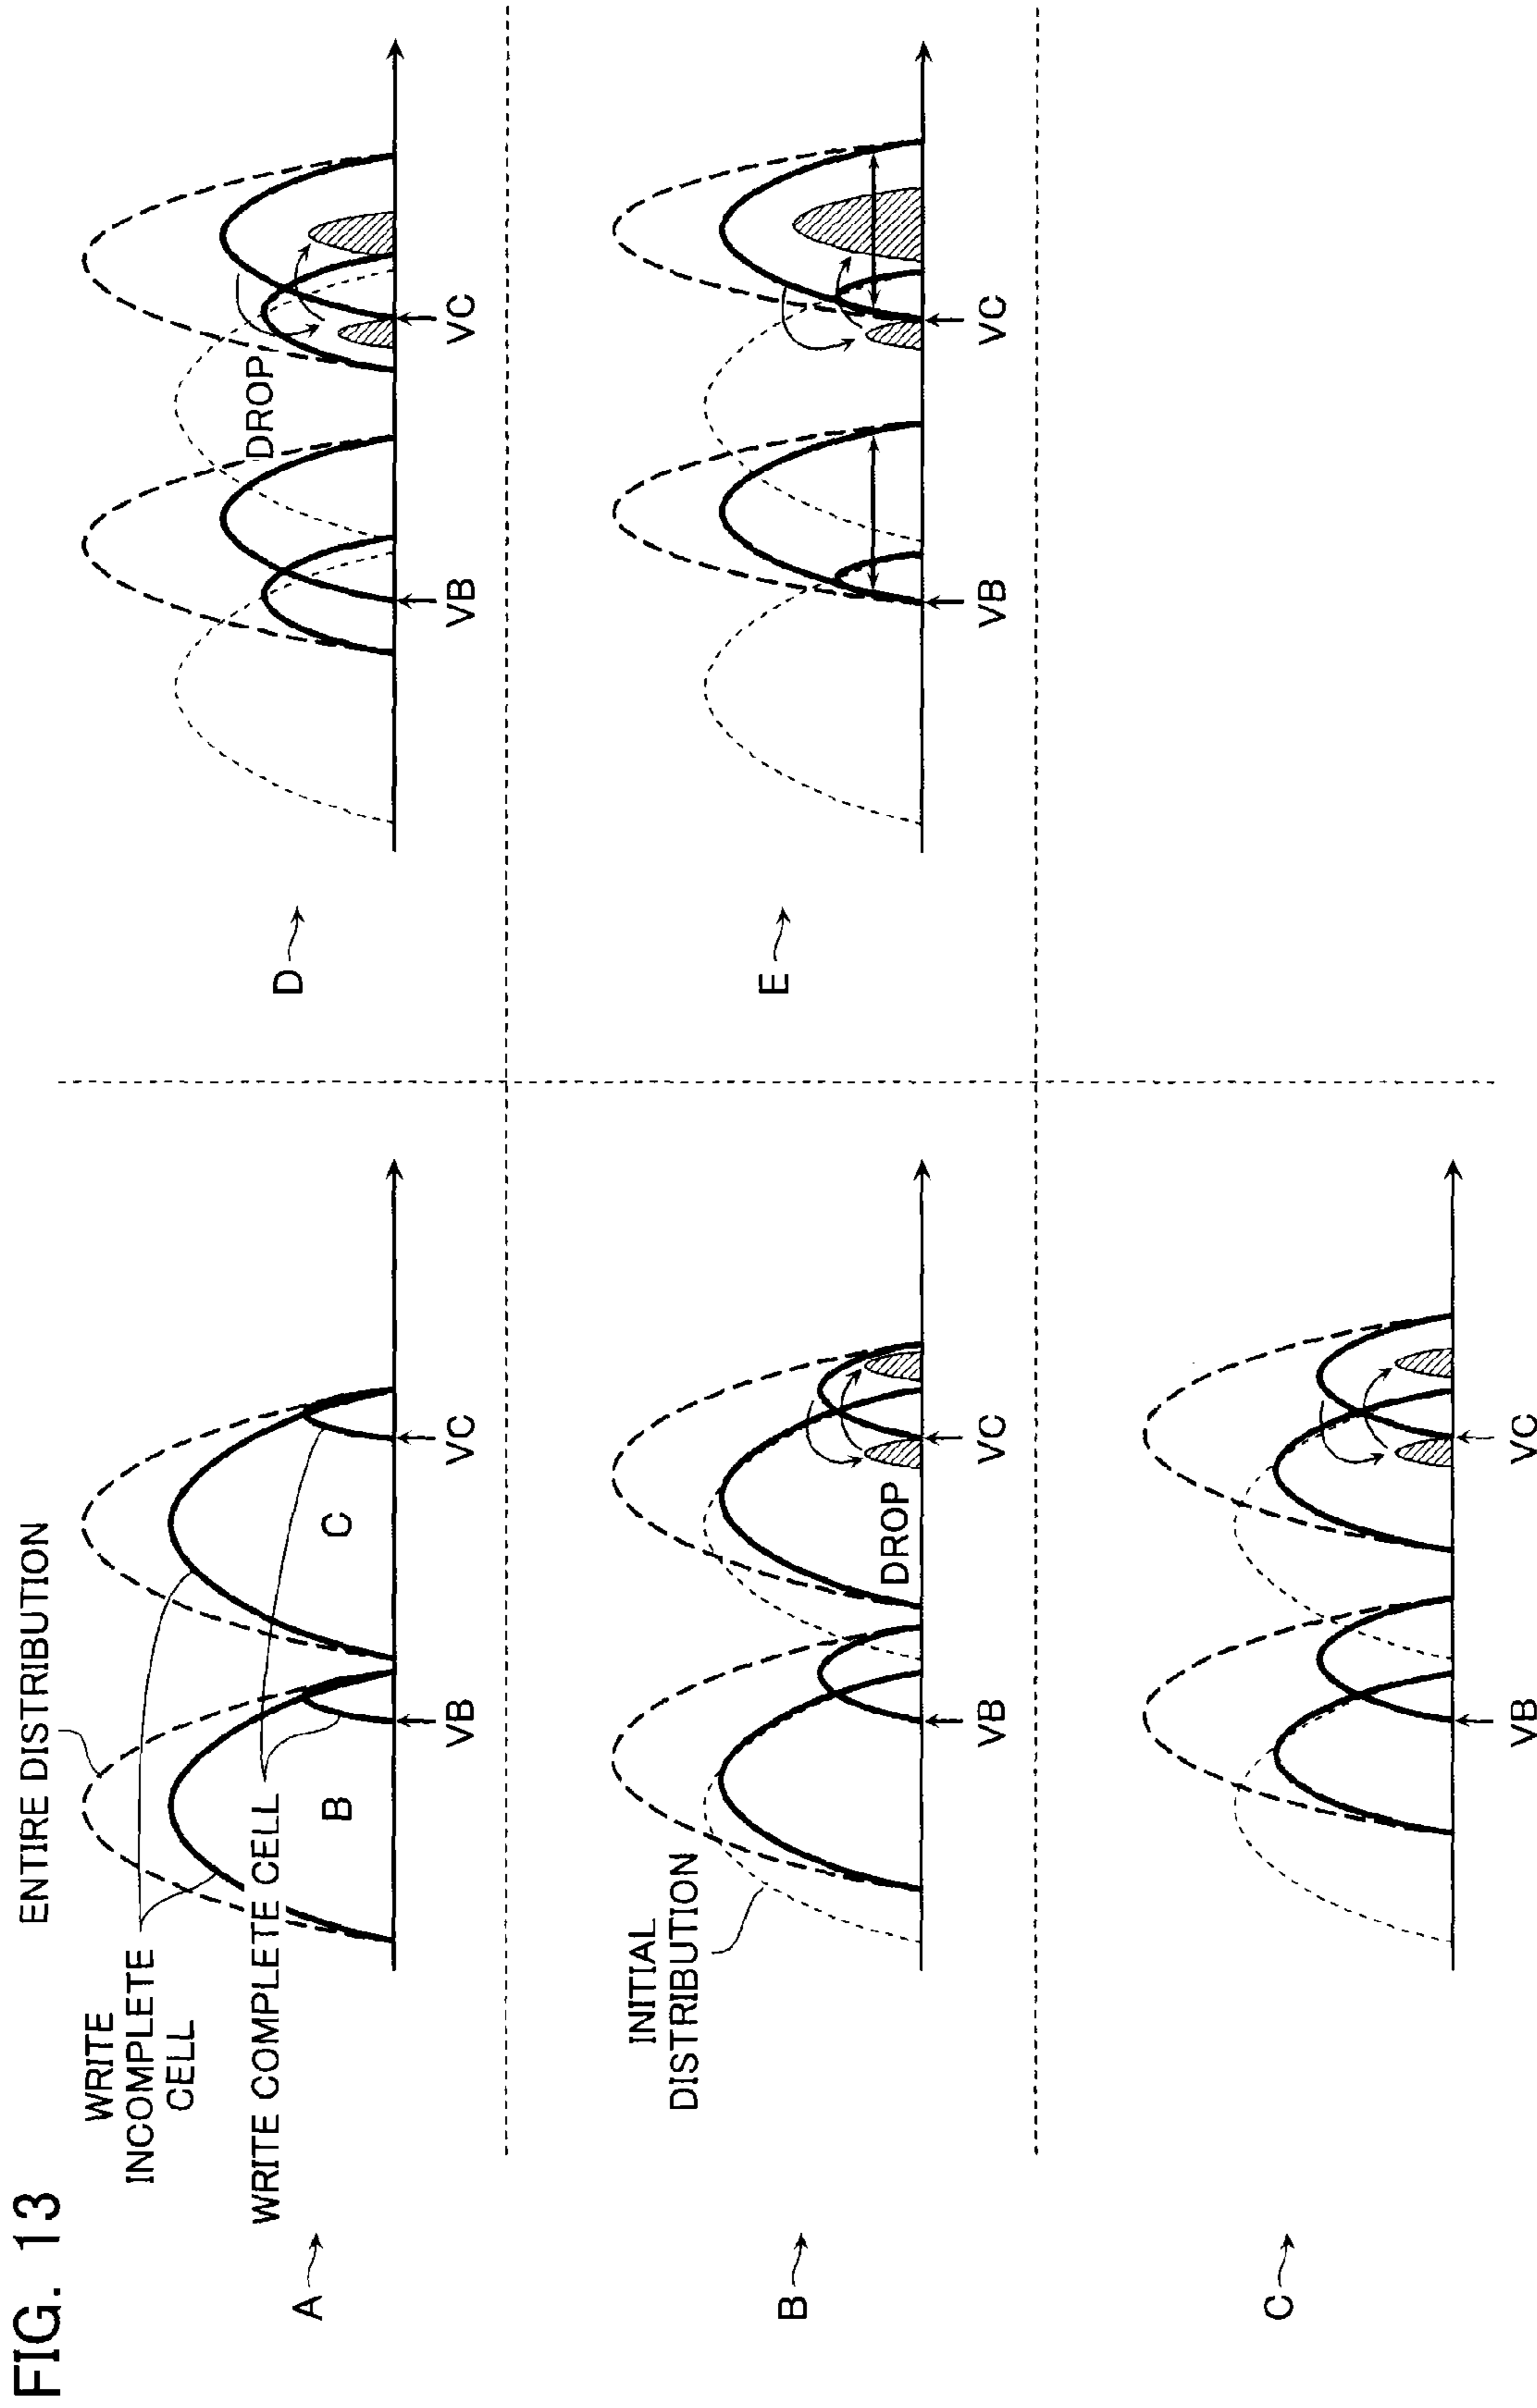 FIG. 13
A
WRITE
INCOMPLETE
CELL
WRITE COMPLETE CELL
ENTIRE DISTRIBUTION
B
C
VB
VC
B
INITIAL
DISTRIBUTION
DROP
VB
VC
C
VB
VC
D
DROP
VB
VC
E
VB
VC